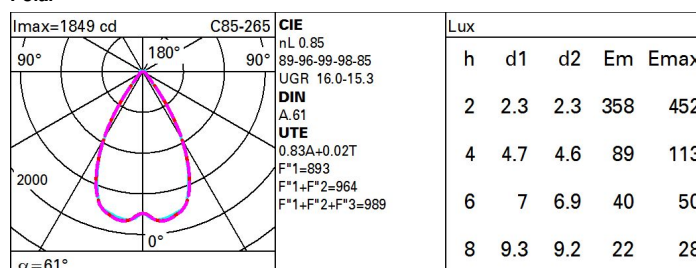 Imax=1849 cd C85-265
90° 180° 90°
2000
0°
α=61°
CIE
nL 0.85
89-96-99-98-85
UGR 16.0-15.3
DIN
A.61
UTE
0.83A+0.02T
F"1=893
F"1+F"2=964
F"1+F"2+F"3=989
Lux
h d1 d2 Em Emax
2 2.3 2.3 358 452
4 4.7 4.6 89 113
6 7 6.9 40 50
8 9.3 9.2 22 28